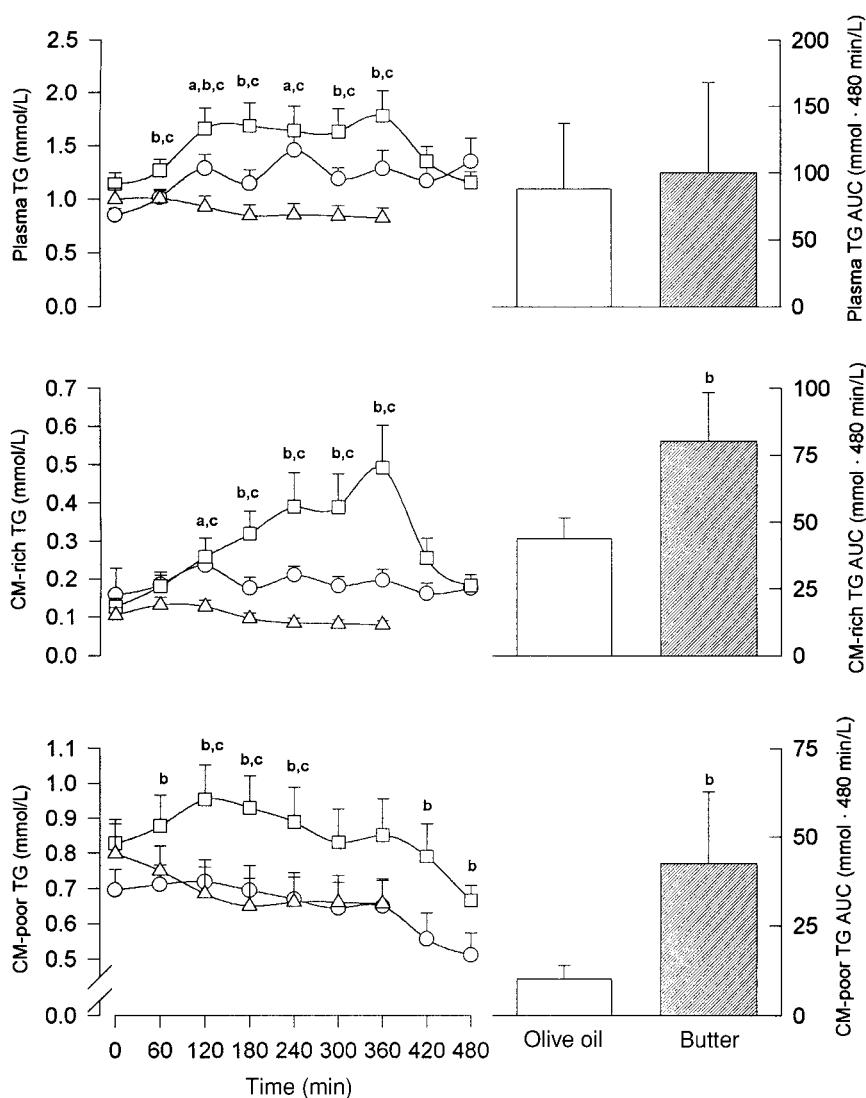 Plasma TG (mmol/L)
2.5
2.0
1.5
1.0
0.5
0.0
b,c
a,b,c
b,c
a,c
b,c
b,c
200
150
100
50
0
Plasma TG AUC (mmol · 480 min/L)
CM-rich TG (mmol/L)
0.7
0.6
0.5
0.4
0.3
0.2
0.1
0.0
a,c
b,c
b,c
b,c
b,c
b
100
75
50
25
0
CM-rich TG AUC (mmol · 480 min/L)
CM-poor TG (mmol/L)
1.1
1.0
0.9
0.8
0.7
0.6
0.5
0.0
b
b,c
b,c
b,c
b
b
b
75
50
25
0
CM-poor TG AUC (mmol · 480 min/L)
0 60 120 180 240 300 360 420 480
Time (min)
Olive oil Butter